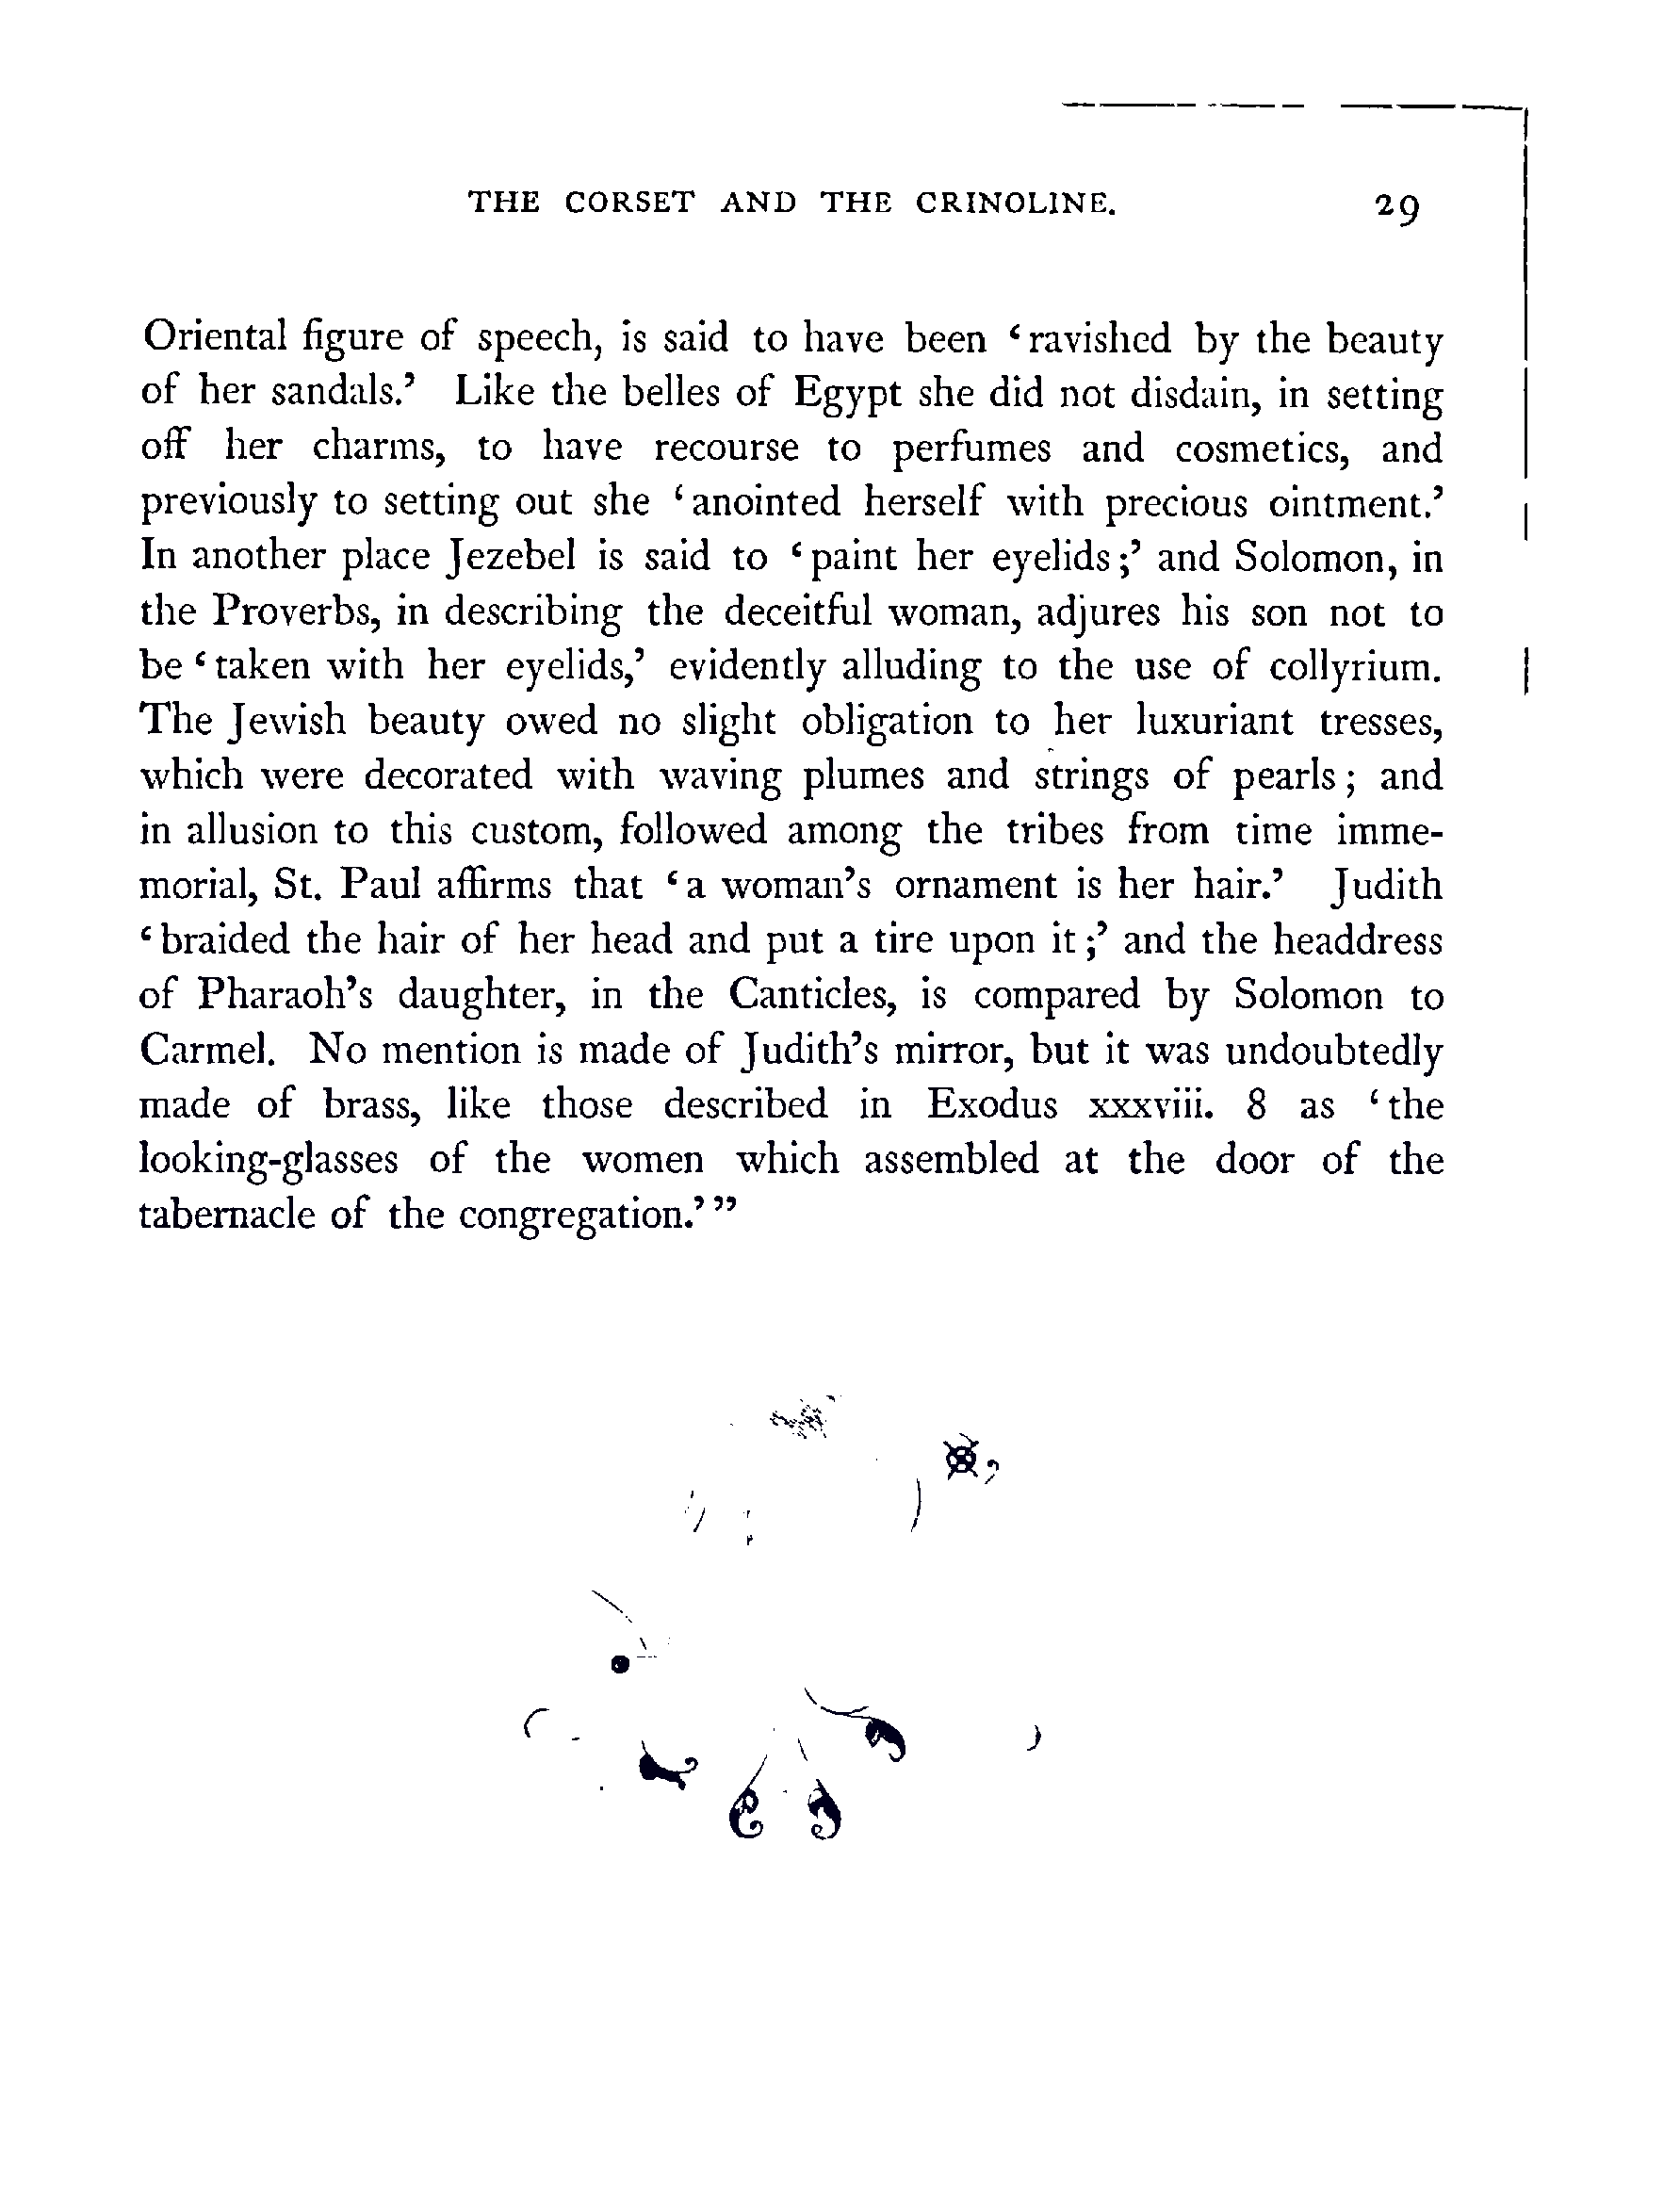 THE CORSET AND THE CRINOLINE. 29
Oriental figure of speech, is said to have been ‘ravished by the beauty
of her sandals.’ Like the belles of Egypt she did not disdain, in setting
off her charms, to have recourse to perfumes and cosmetics, and
previously to setting out she ‘anointed herself with precious ointment.’
In another place Jezebel is said to ‘paint her eyelids;’ and Solomon, in
the Proverbs, in describing the deceitful woman, adjures his son not to
be ‘taken with her eyelids,’ evidently alluding to the use of collyrium.
The Jewish beauty owed no slight obligation to her luxuriant tresses,
which were decorated with waving plumes and strings of pearls; and
in allusion to this custom, followed among the tribes from time imme-
morial, St. Paul affirms that ‘a woman’s ornament is her hair.’ Judith
‘braided the hair of her head and put a tire upon it;’ and the headdress
of Pharaoh’s daughter, in the Canticles, is compared by Solomon to
Carmel. No mention is made of Judith’s mirror, but it was undoubtedly
made of brass, like those described in Exodus xxxviii. 8 as ‘the
looking-glasses of the women which assembled at the door of the
tabernacle of the congregation.’”